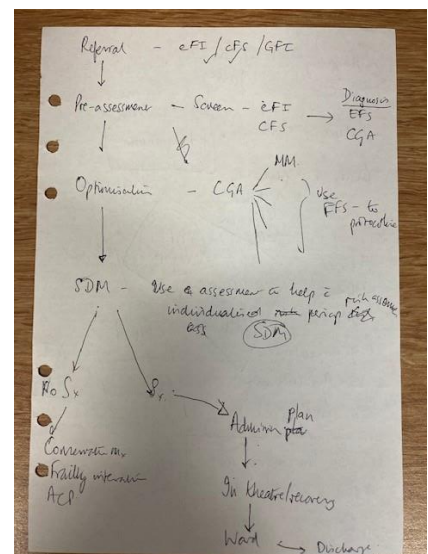 Referral - eFI / CFS / GFI
Pre-assessment - Screen - eFI
CFS
Diagnosis
EFS
CGA
Optimisation - CGA
MM
Use
EFS - to
SDM - Use assessment to help
individualised periop
SDM
No Sx
Sx
Conservative mx
Frailty intervention
ACP
Admission plan
In theatre/recovery
Ward
Discharge